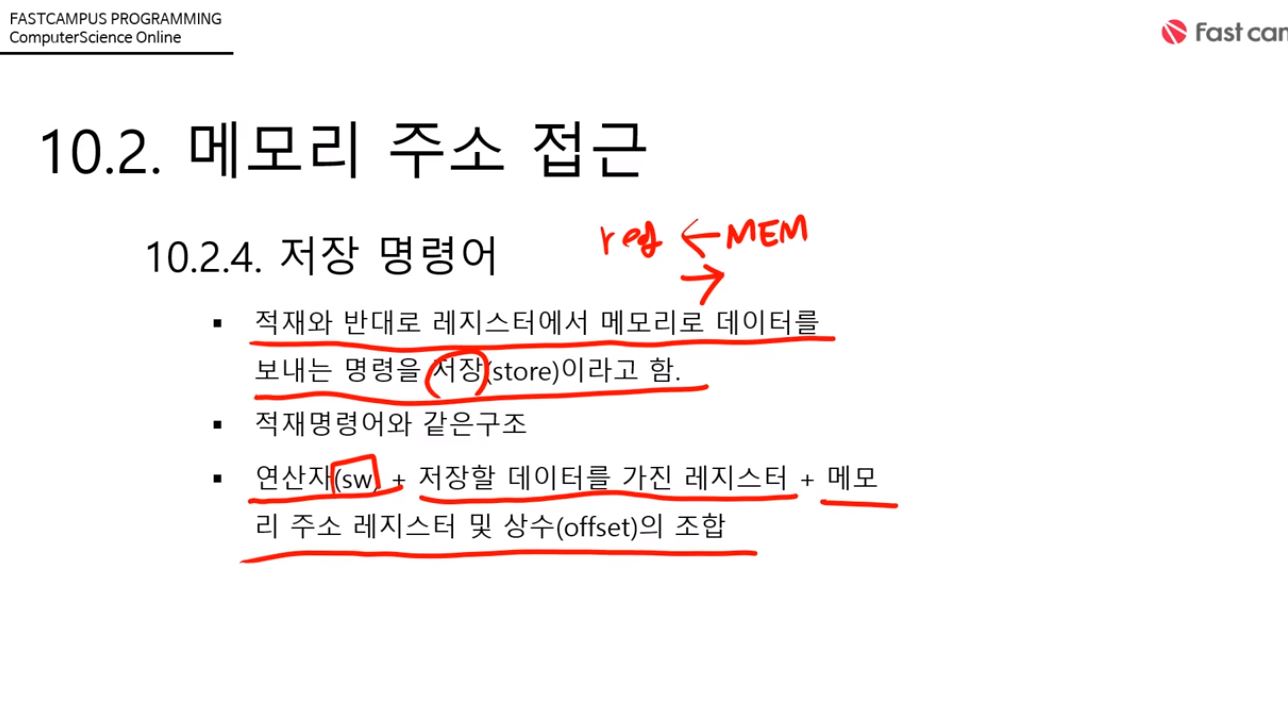 FASTCAMPUS PROGRAMMING
ComputerScience Online
Fast cam
10.2. 메모리 주소 접근
10.2.4. 저장 명령어
reg ← MEM
→
▪ 적재와 반대로 레지스터에서 메모리로 데이터를
보내는 명령을 저장(store)이라고 함.
▪ 적재명령어와 같은구조
▪ 연산자(sw) + 저장할 데이터를 가진 레지스터 + 메모
리 주소 레지스터 및 상수(offset)의 조합